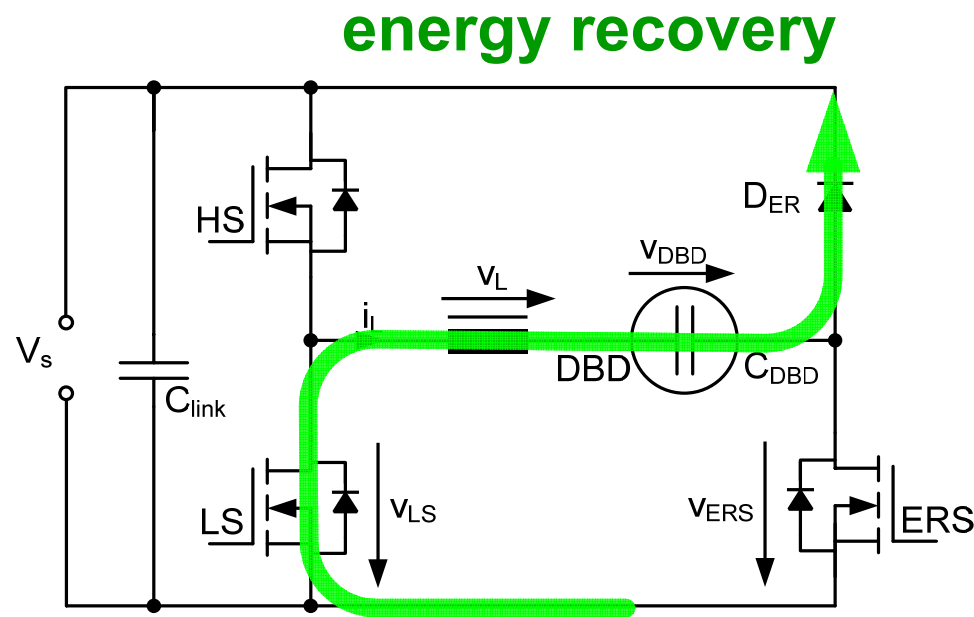 energy recovery
HS
D_ER
v_DBD
v_L
i_L
V_s
DBD
C_DBD
C_link
LS
v_LS
v_ERS
ERS